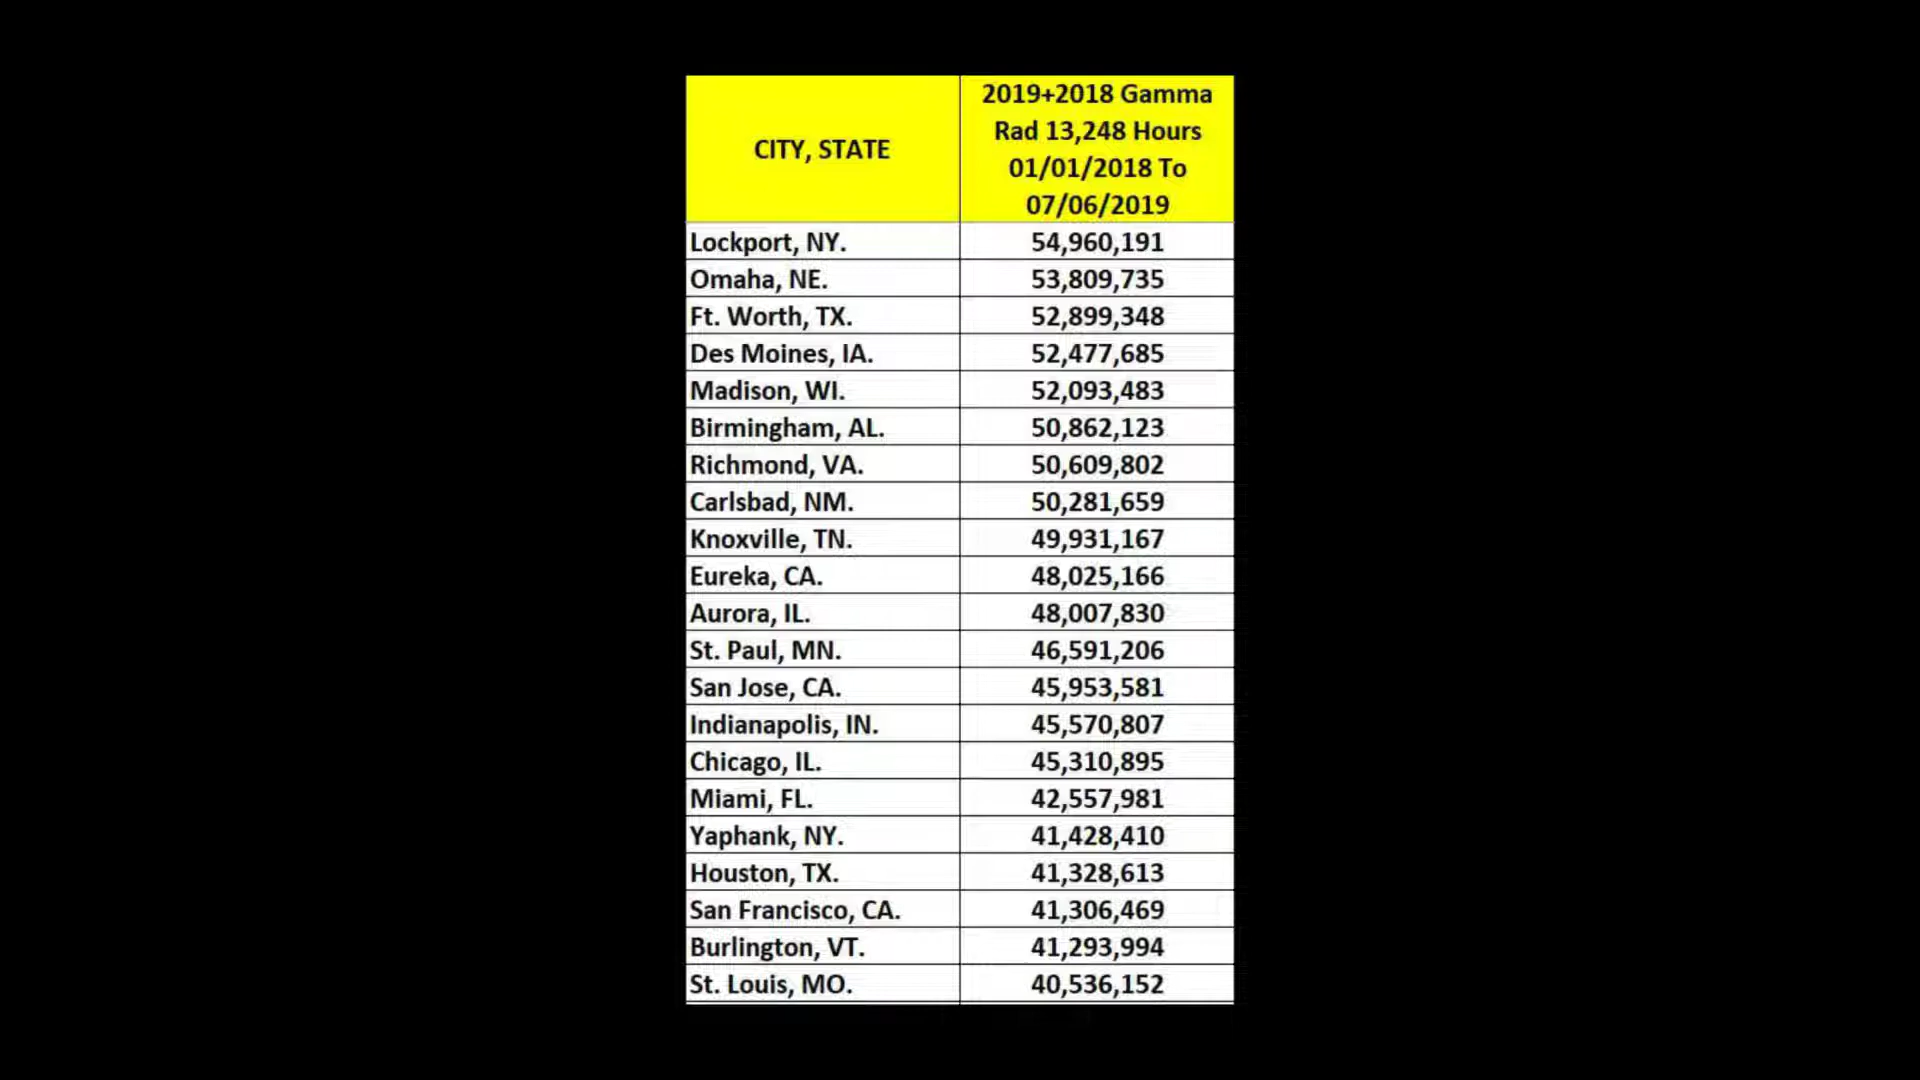 CITY, STATE
2019+2018 Gamma
Rad 13,248 Hours
01/01/2018 To
07/06/2019
Lockport, NY. 54,960,191
Omaha, NE. 53,809,735
Ft. Worth, TX. 52,899,348
Des Moines, IA. 52,477,685
Madison, WI. 52,093,483
Birmingham, AL. 50,862,123
Richmond, VA. 50,609,802
Carlsbad, NM. 50,281,659
Knoxville, TN. 49,931,167
Eureka, CA. 48,025,166
Aurora, IL. 48,007,830
St. Paul, MN. 46,591,206
San Jose, CA. 45,953,581
Indianapolis, IN. 45,570,807
Chicago, IL. 45,310,895
Miami, FL. 42,557,981
Yaphank, NY. 41,428,410
Houston, TX. 41,328,613
San Francisco, CA. 41,306,469
Burlington, VT. 41,293,994
St. Louis, MO. 40,536,152